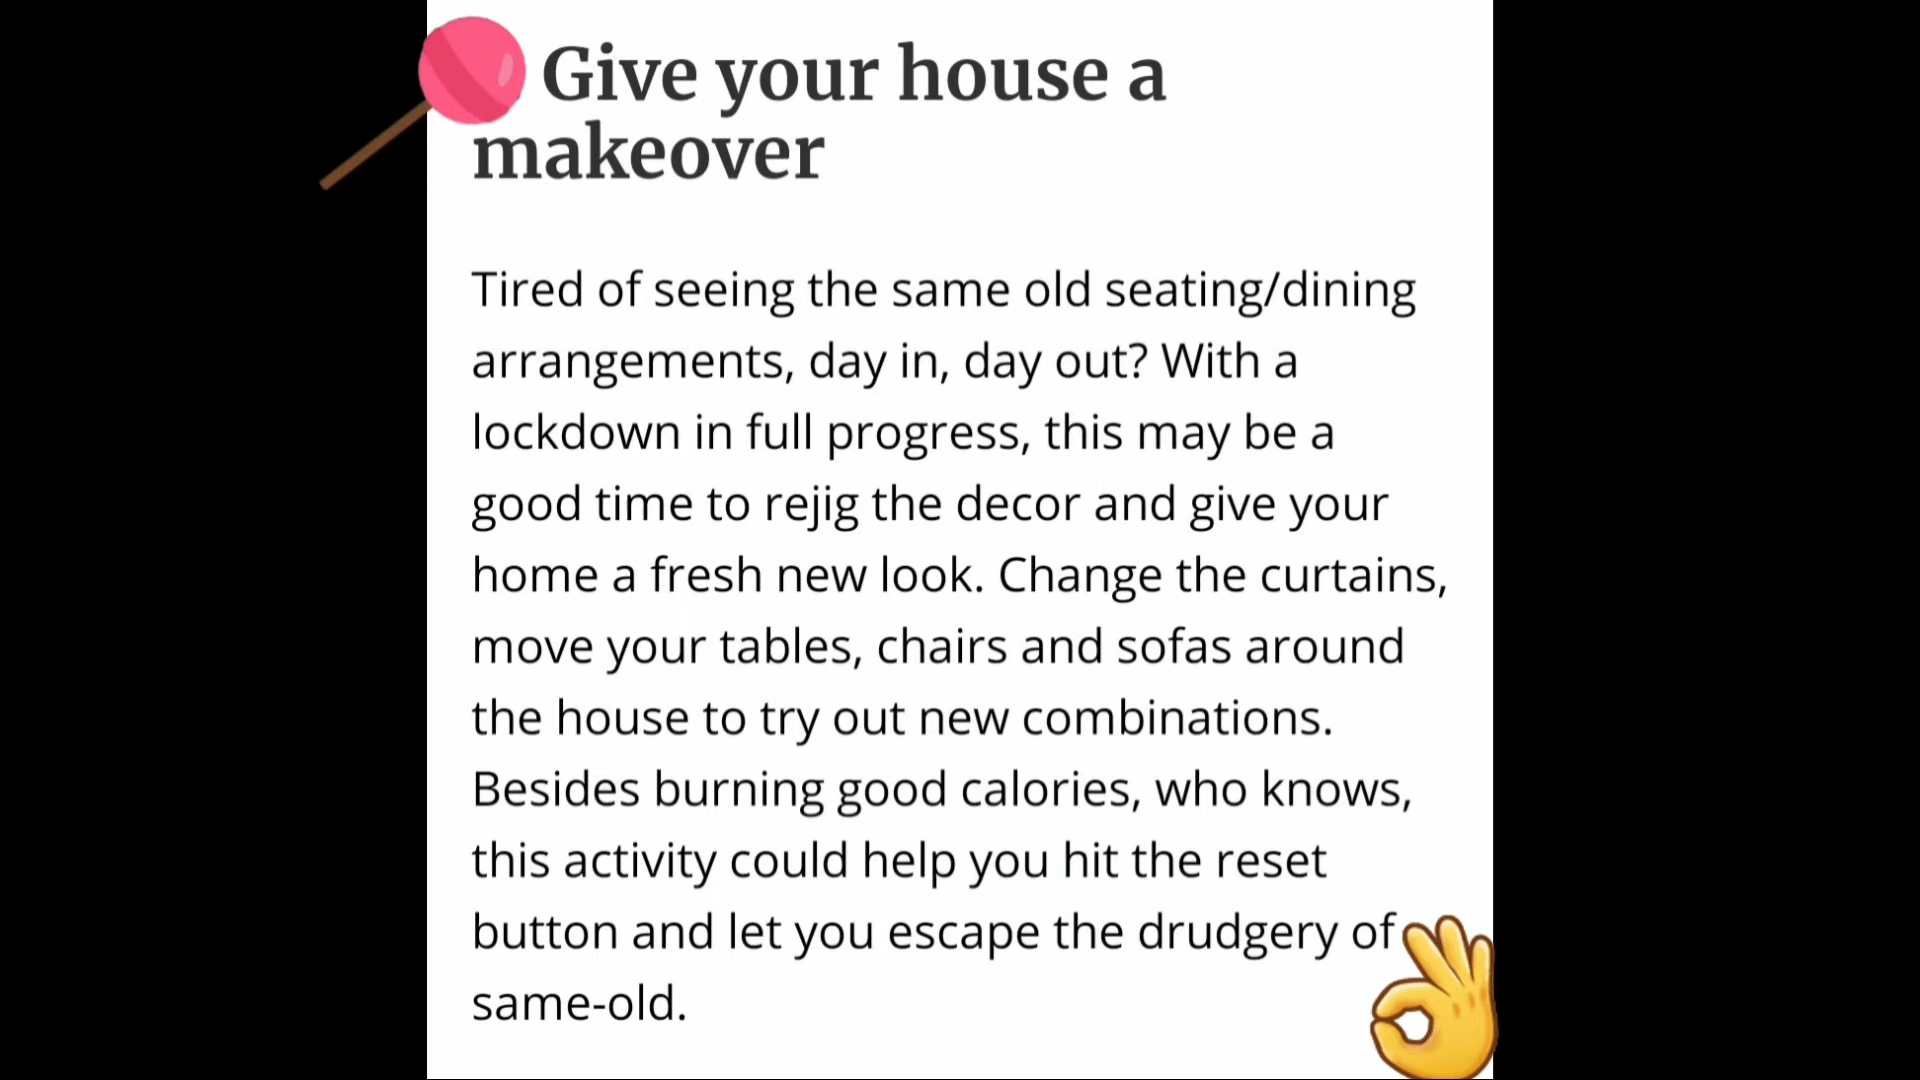 Give your house a
makeover
Tired of seeing the same old seating/dining
arrangements, day in, day out? With a
lockdown in full progress, this may be a
good time to rejig the decor and give your
home a fresh new look. Change the curtains,
move your tables, chairs and sofas around
the house to try out new combinations.
Besides burning good calories, who knows,
this activity could help you hit the reset
button and let you escape the drudgery of
same-old.